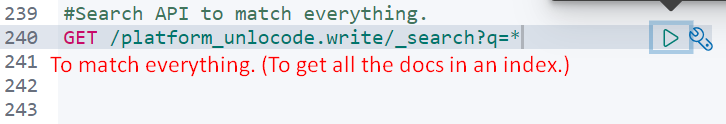 239 #Search API to match everything.
240 GET /platform_unlocode.write/_search?q=*
241 To match everything. (To get all the docs in an index.)
242
243